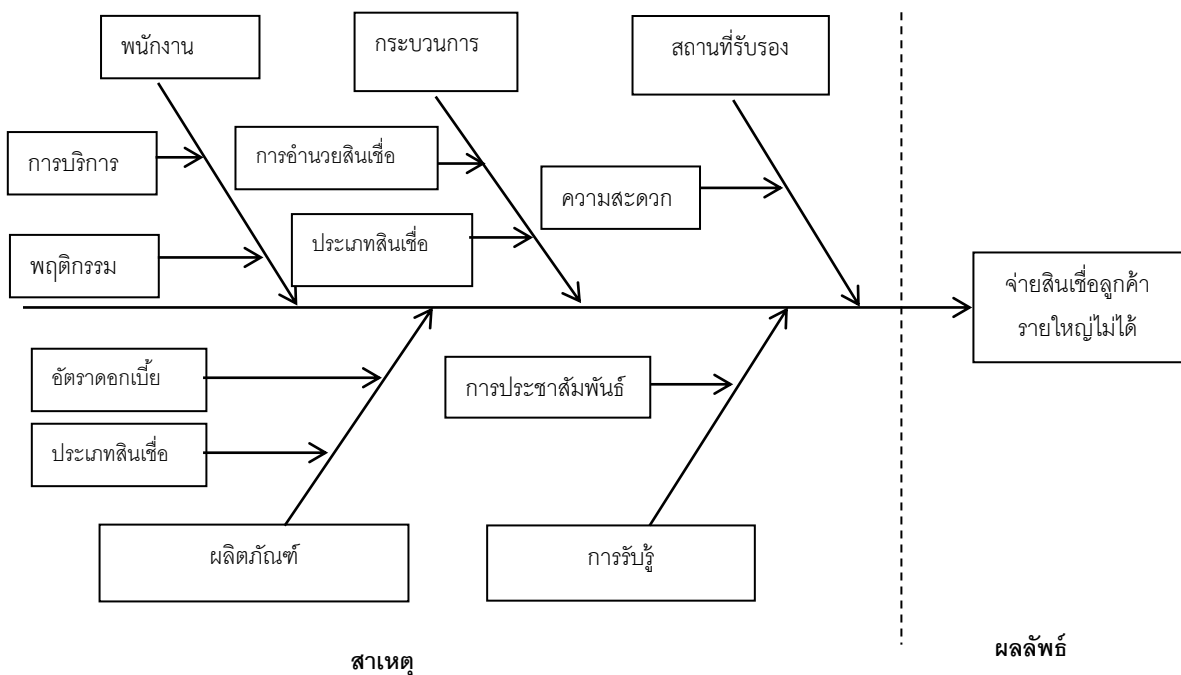 พนักงาน
กระบวนการ
สถานที่รับรอง
การบริการ
การอำนวยสินเชื่อ
ความสะดวก
พฤติกรรม
ประเภทสินเชื่อ
จ่ายสินเชื่อลูกค้า
รายใหญ่ไม่ได้
อัตราดอกเบี้ย
การประชาสัมพันธ์
ประเภทสินเชื่อ
ผลิตภัณฑ์
การรับรู้
สาเหตุ
ผลลัพธ์